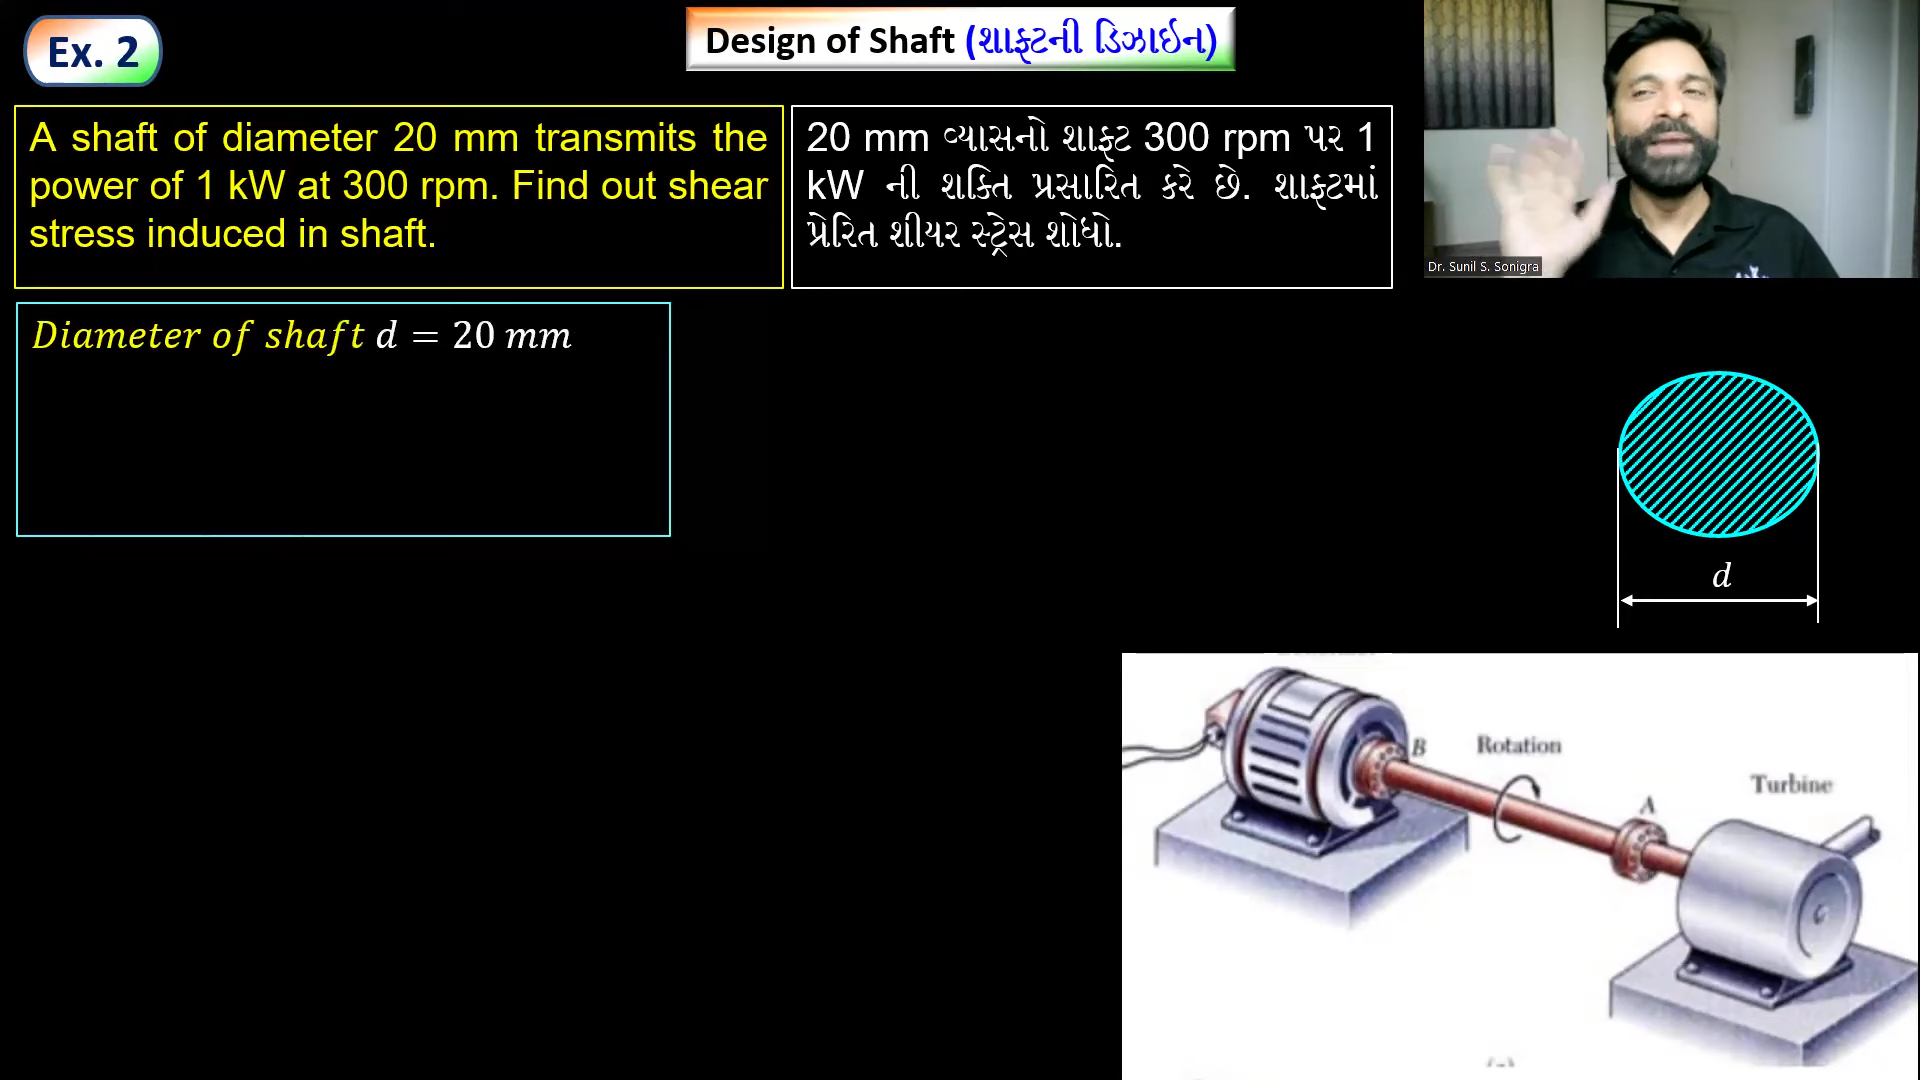 Ex. 2
Design of Shaft (શાફ્ટની ડિઝાઈન)
A shaft of diameter 20 mm transmits the
power of 1 kW at 300 rpm. Find out shear
stress induced in shaft.
20 mm વ્યાસનો શાફ્ટ 300 rpm પર 1
kW ની શક્તિ પ્રસારિત કરે છે. શાફ્ટમાં
પ્રેરિત શીયર સ્ટ્રેસ શોધો.
Dr. Sunil S. Sonigra
Diameter of shaft d = 20 mm
d
B
Rotation
A
Turbine